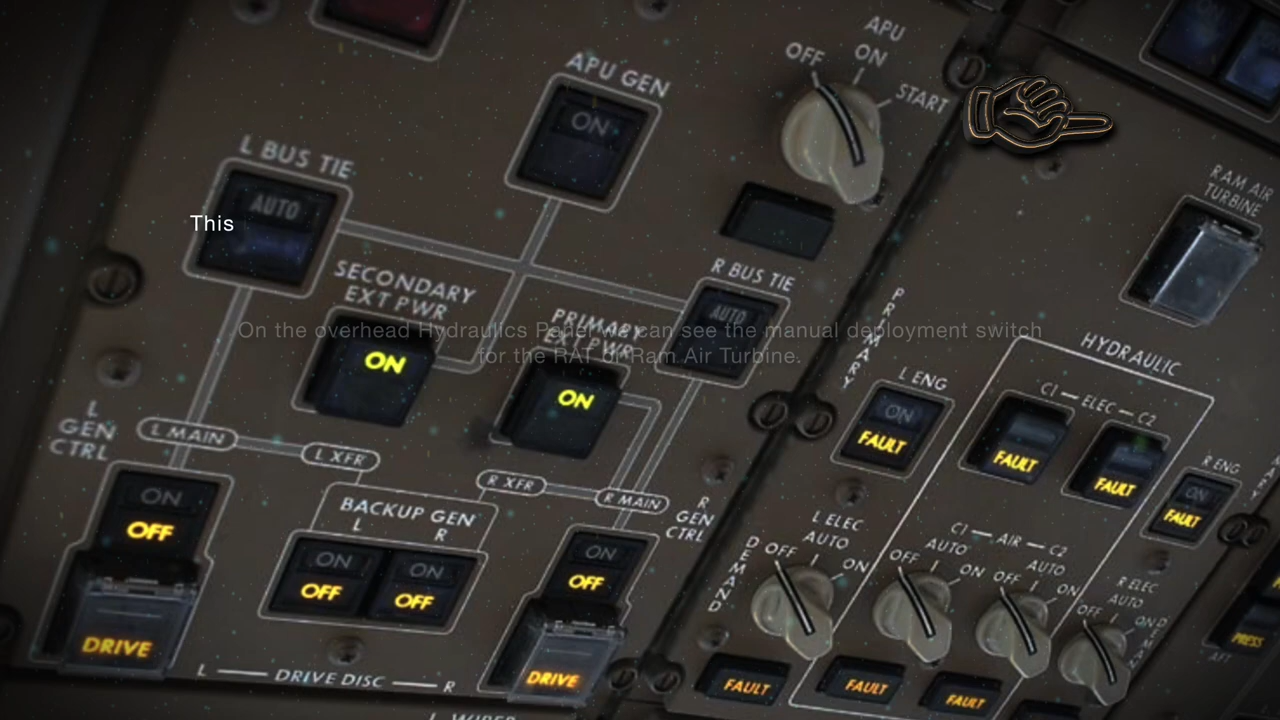 APU
OFF
ON
START
APU GEN
ON
L BUS TIE
AUTO
This
RAM AIR
TURBINE
SECONDARY
EXT PWR
ON
PRIMARY
EXT PWR
ON
R BUS TIE
AUTO
On the overhead Hydraulics Panel we can see the manual deployment switch
for the RAT or Ram Air Turbine.
PRIMARY
HYDRAULIC
L ENG
ON
FAULT
C1 — ELEC — C2
FAULT
FAULT
R ENG
ON
FAULT
L
GEN
CTRL
L MAIN
L XFR
R XFR
R MAIN
R
GEN
CTRL
ON
OFF
DRIVE
BACKUP GEN
L
R
ON
OFF
ON
OFF
ON
OFF
DRIVE
L — DRIVE DISC — R
DEMAND
L ELEC
OFF
AUTO
ON
C1 — AIR — C2
OFF
AUTO
ON
OFF
AUTO
ON
R ELEC
OFF
AUTO
ON
DEMAND
FAULT
FAULT
FAULT
PRESS
AFT
L WIPER